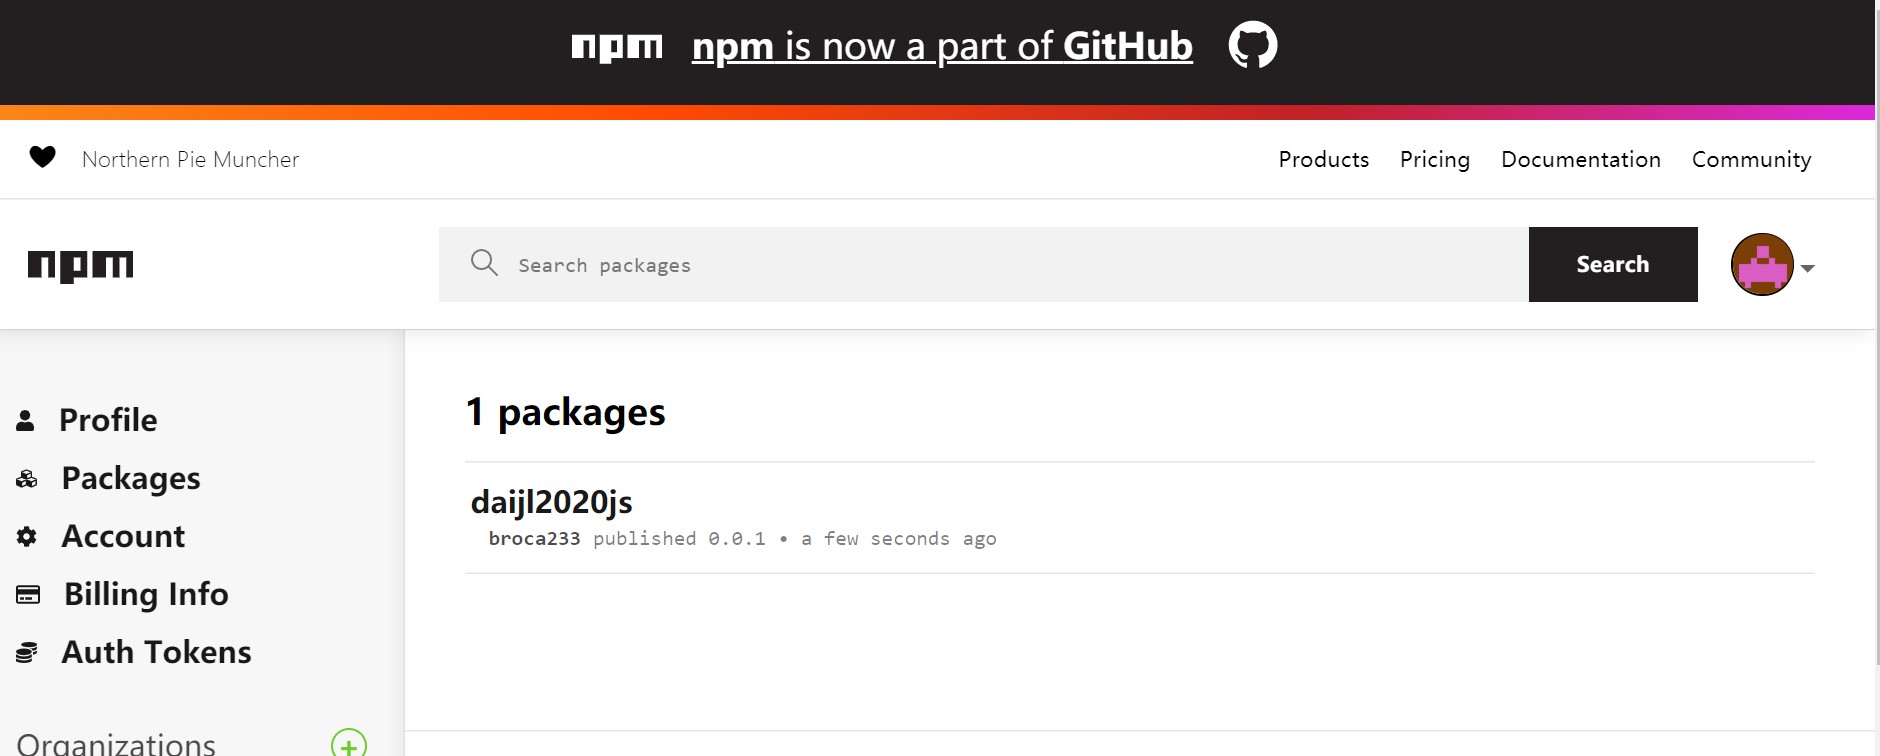 npm npm is now a part of GitHub
Northern Pie Muncher
Products Pricing Documentation Community
npm
Search packages
Search
Profile
Packages
Account
Billing Info
Auth Tokens
Organizations
1 packages
daijl2020js
broca233 published 0.0.1 • a few seconds ago